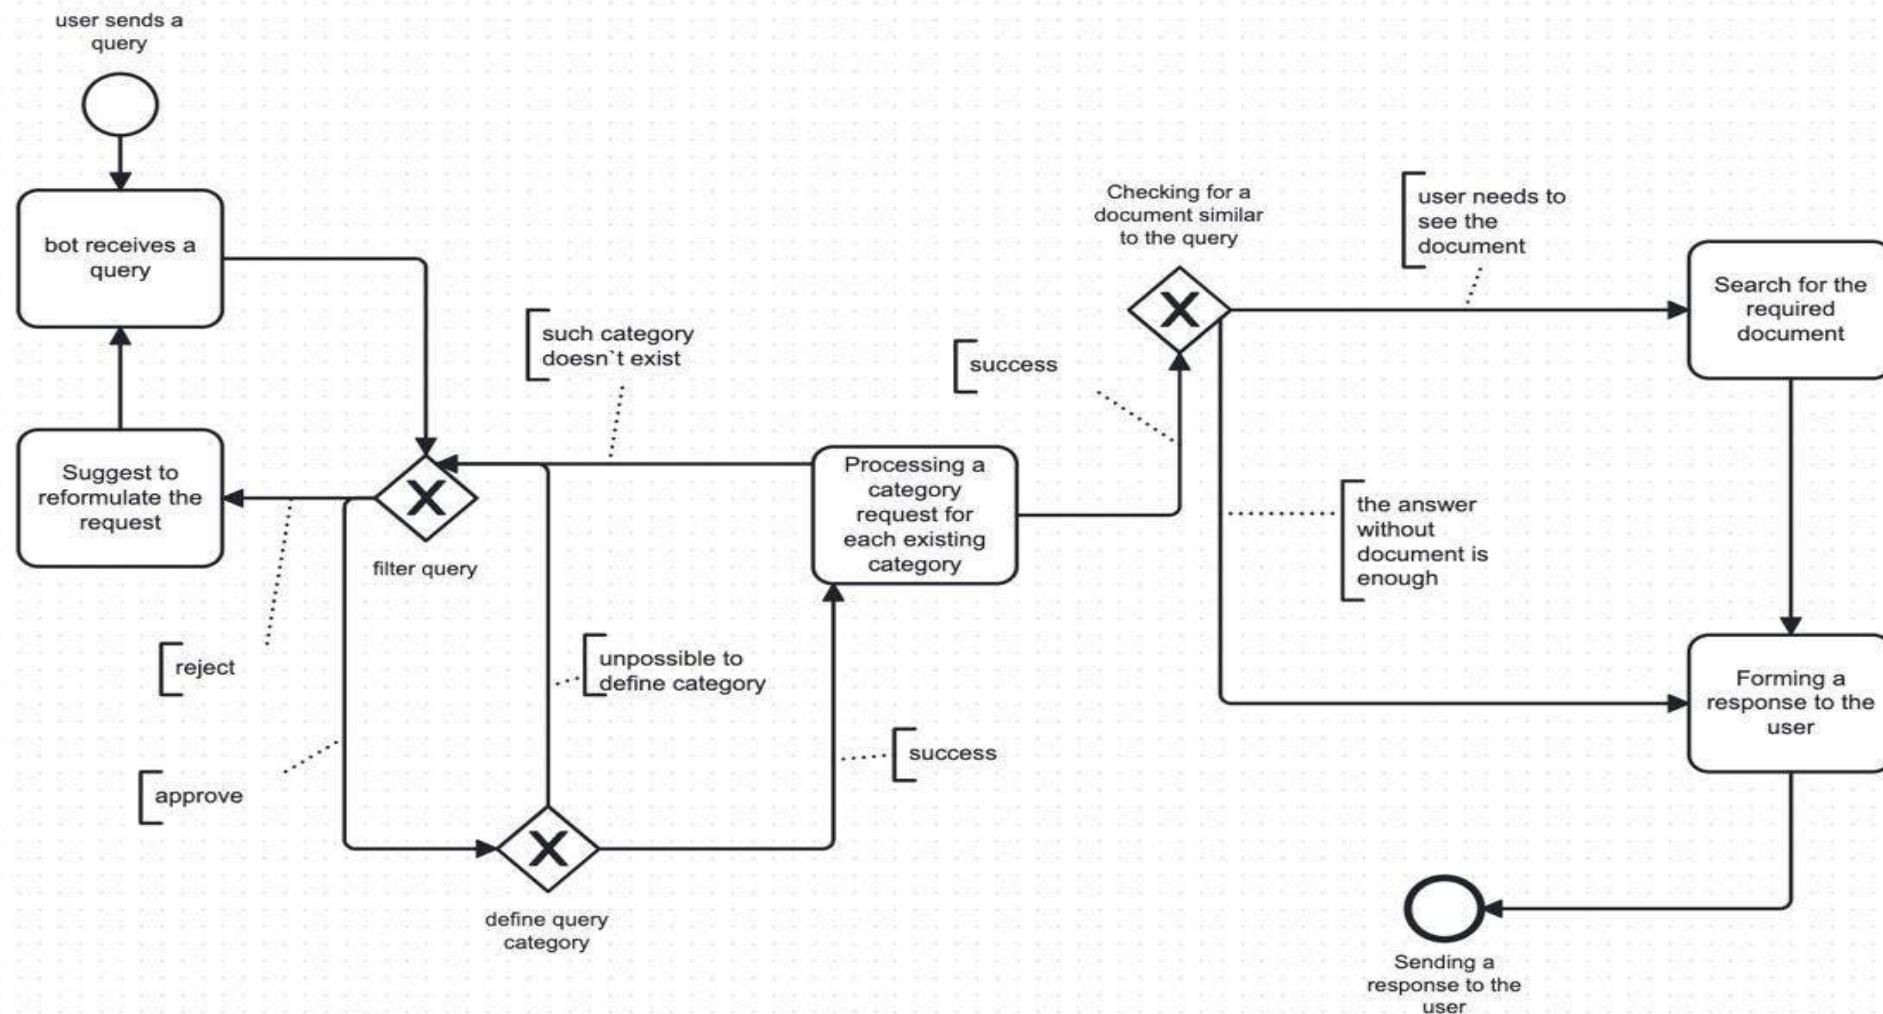 user sends a
query
bot receives a
query
Suggest to
reformulate the
request
filter query
reject
approve
such category
doesn`t exist
unpossible to
define category
define query
category
success
Processing a
category
request for
each existing
category
success
Checking for a
document similar
to the query
user needs to
see the
document
the answer
without
document is
enough
Search for the
required
document
Forming a
response to the
user
Sending a
response to the
user